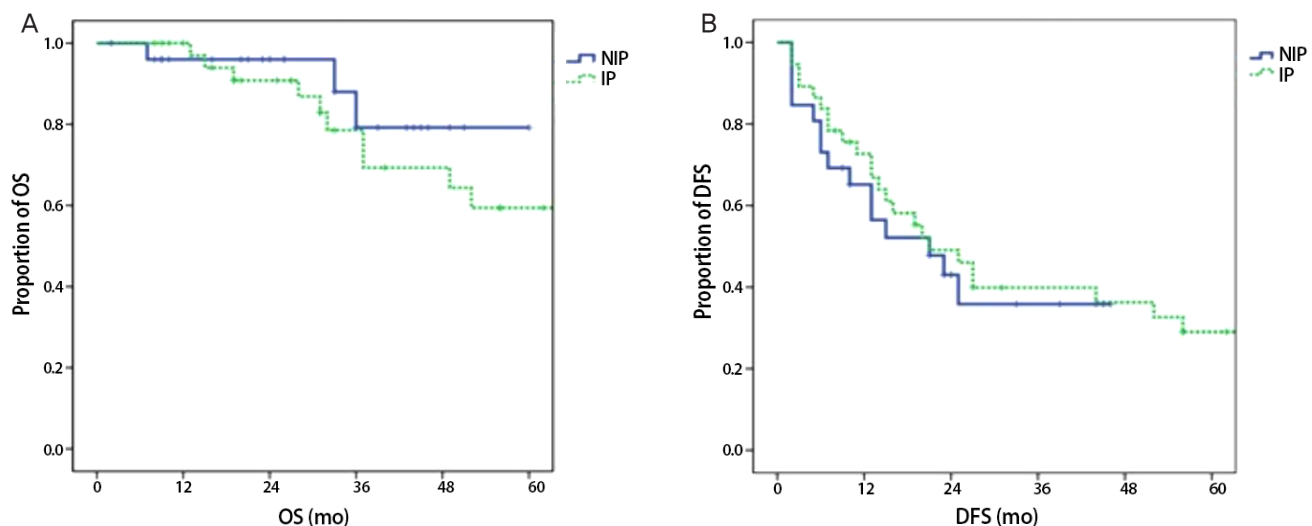 A
1.0
0.8
0.6
0.4
0.2
0.0
Proportion of OS
0 12 24 36 48 60
OS (mo)
NIP
IP
B
1.0
0.8
0.6
0.4
0.2
0.0
Proportion of DFS
0 12 24 36 48 60
DFS (mo)
NIP
IP